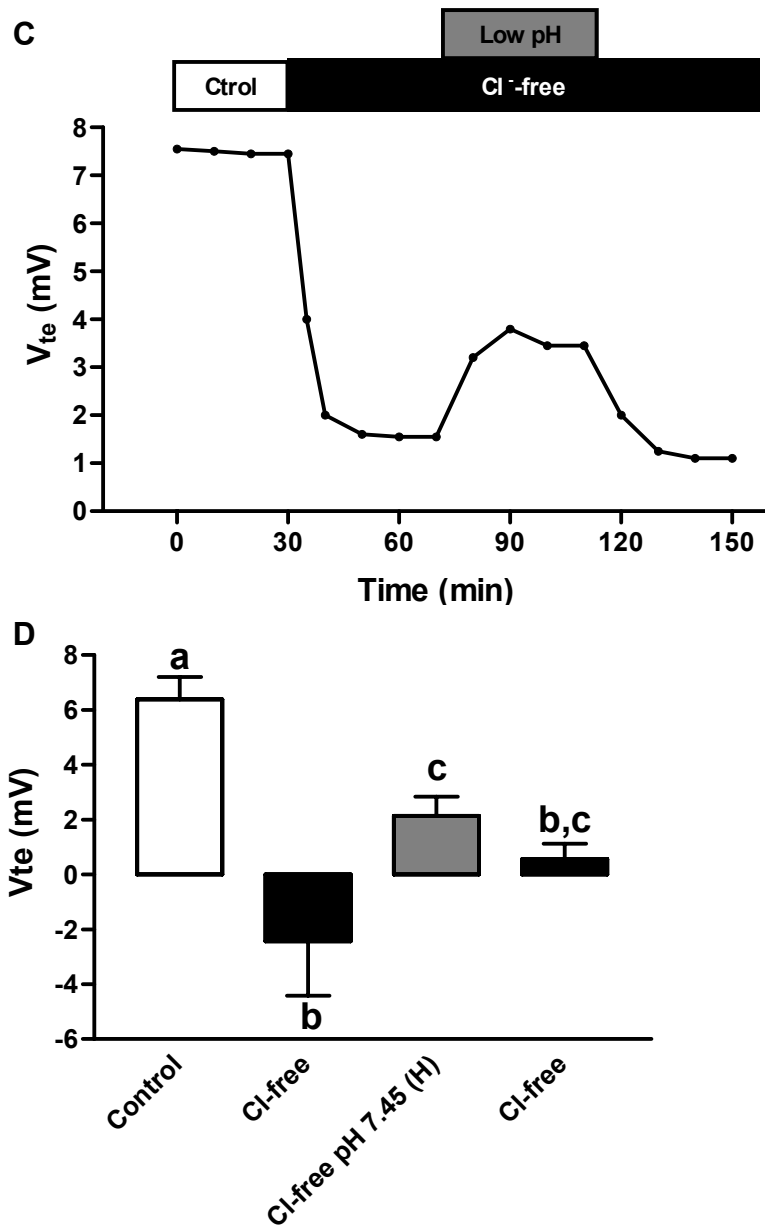 C
Low pH
Ctrol
Cl⁻-free
8
7
6
5
4
3
2
1
0
Vte (mV)
0 30 60 90 120 150
Time (min)
D
8
6
4
2
0
-2
-4
-6
Vte (mV)
a
b
c
b,c
Control
Cl-free
Cl-free pH 7.45 (H)
Cl-free